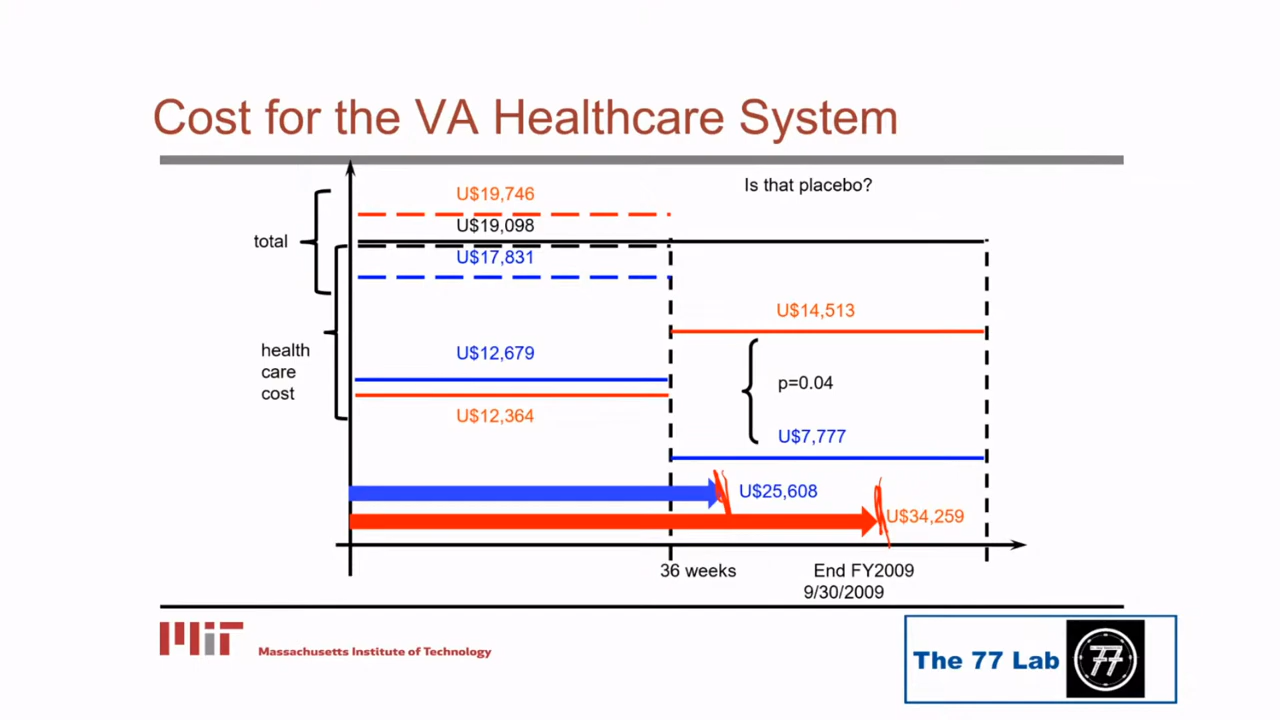 Cost for the VA Healthcare System
Is that placebo?
U$19,746
U$19,098
total
U$17,831
U$14,513
health
care
cost
U$12,679
p=0.04
U$12,364
U$7,777
U$25,608
U$34,259
36 weeks
End FY2009
9/30/2009
MIT
Massachusetts Institute of Technology
The 77 Lab
77